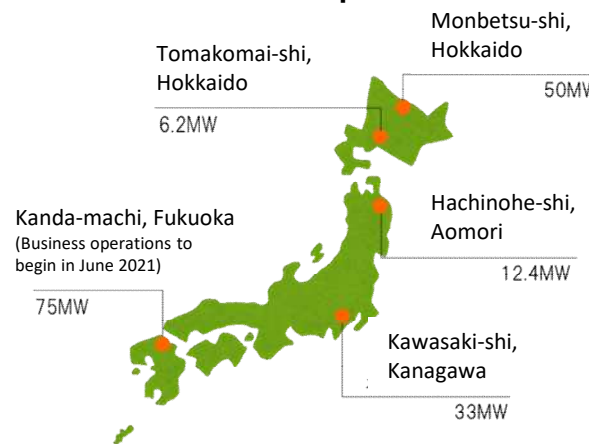 Monbetsu-shi,
Hokkaido
50MW
Tomakomai-shi,
Hokkaido
6.2MW
Hachinohe-shi,
Aomori
12.4MW
Kanda-machi, Fukuoka
(Business operations to
begin in June 2021)
75MW
Kawasaki-shi,
Kanagawa
33MW